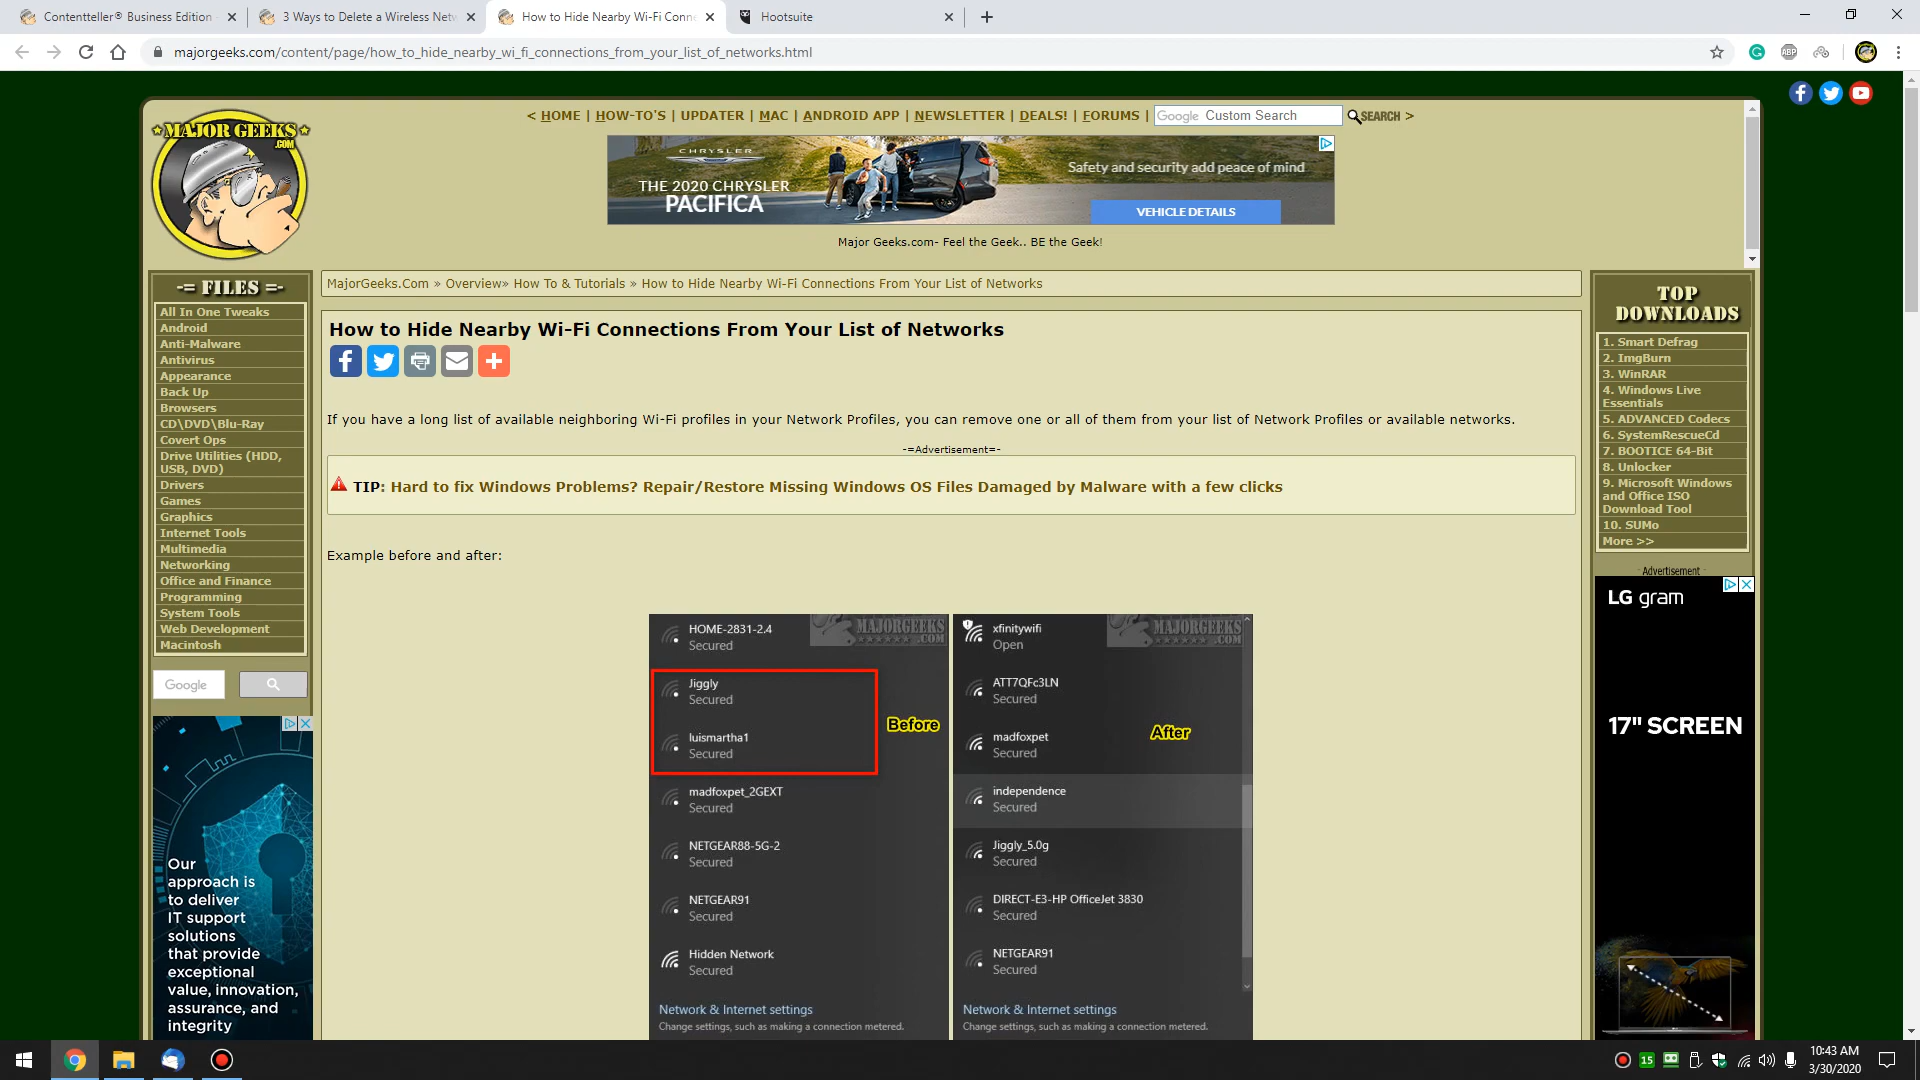 Contentteller® Business Edition
3 Ways to Delete a Wireless Netw
How to Hide Nearby Wi-Fi Conne
Hootsuite
majorgeeks.com/content/page/how_to_hide_nearby_wi_fi_connections_from_your_list_of_networks.html
ABP
MAJOR GEEKS
.COM
< HOME | HOW-TO'S | UPDATER | MAC | ANDROID APP | NEWSLETTER | DEALS! | FORUMS | Google Custom Search SEARCH >
CHRYSLER
THE 2020 CHRYSLER
PACIFICA
Safety and security add peace of mind
VEHICLE DETAILS
Major Geeks.com- Feel the Geek.. BE the Geek!
-= FILES =-
All In One Tweaks
Android
Anti-Malware
Antivirus
Appearance
Back Up
Browsers
CD\DVD\Blu-Ray
Covert Ops
Drive Utilities (HDD,
USB, DVD)
Drivers
Games
Graphics
Internet Tools
Multimedia
Networking
Office and Finance
Programming
System Tools
Web Development
Macintosh
Google
Our
approach is
to deliver
IT support
solutions
that provide
exceptional
value, innovation,
assurance, and
integrity
MajorGeeks.Com » Overview» How To & Tutorials » How to Hide Nearby Wi-Fi Connections From Your List of Networks
How to Hide Nearby Wi-Fi Connections From Your List of Networks
If you have a long list of available neighboring Wi-Fi profiles in your Network Profiles, you can remove one or all of them from your list of Network Profiles or available networks.
-=Advertisement=-
TIP: Hard to fix Windows Problems? Repair/Restore Missing Windows OS Files Damaged by Malware with a few clicks
Example before and after:
HOME-2831-2.4
Secured
MAJORGEEKS
.COM
Jiggly
Secured
luismartha1
Secured
Before
madfoxpet_2GEXT
Secured
NETGEAR88-5G-2
Secured
NETGEAR91
Secured
Hidden Network
Secured
Network & Internet settings
Change settings, such as making a connection metered.
xfinitywifi
Open
MAJORGEEKS
.COM
ATT7QFc3LN
Secured
madfoxpet
Secured
After
independence
Secured
Jiggly_5.0g
Secured
DIRECT-E3-HP OfficeJet 3830
Secured
NETGEAR91
Secured
Network & Internet settings
Change settings, such as making a connection metered.
TOP
DOWNLOADS
1. Smart Defrag
2. ImgBurn
3. WinRAR
4. Windows Live
Essentials
5. ADVANCED Codecs
6. SystemRescueCd
7. BOOTICE 64-Bit
8. Unlocker
9. Microsoft Windows
and Office ISO
Download Tool
10. SUMo
More >>
Advertisement
LG gram
17" SCREEN
15
10:43 AM
3/30/2020